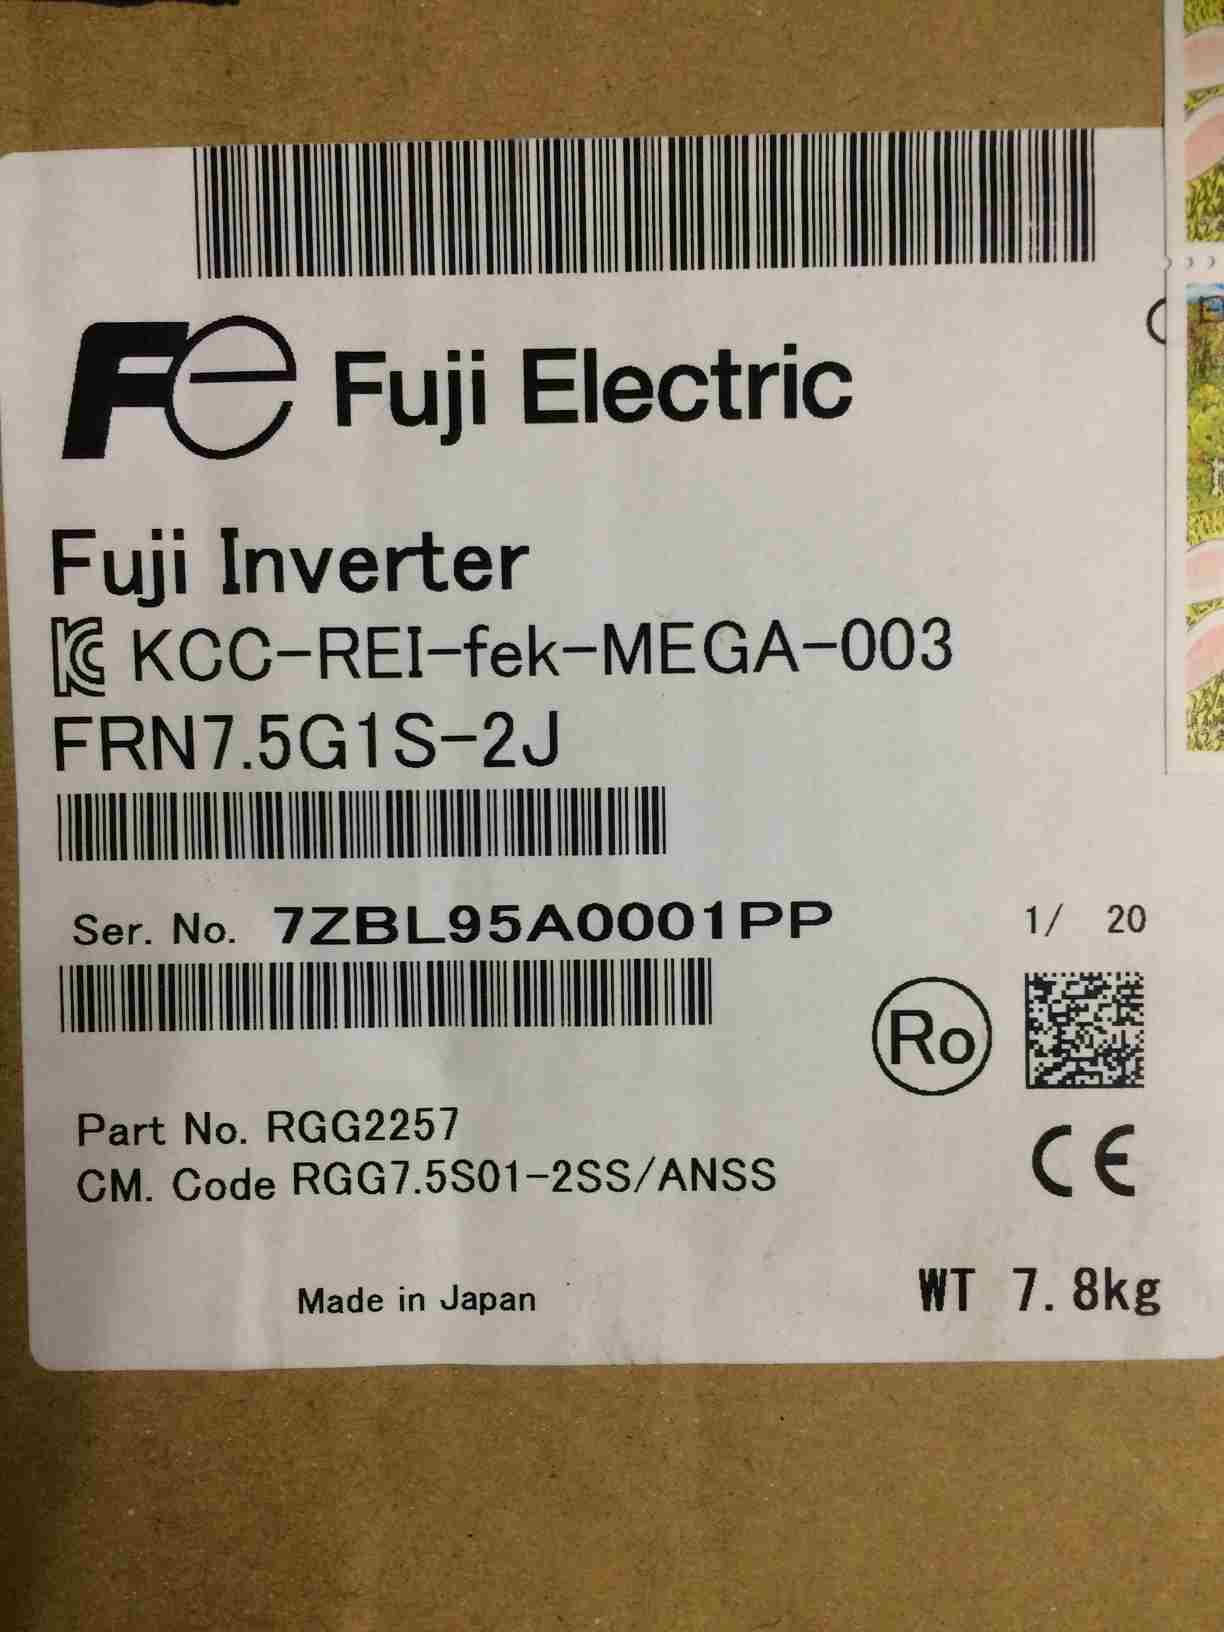 Fe Fuji Electric
Fuji Inverter
KCC-REI-fek-MEGA-003
FRN7.5G1S-2J
Ser. No. 7ZBL95A0001PP 1/ 20
Ro
Part No. RGG2257
CM. Code RGG7.5S01-2SS/ANSS
CE
Made in Japan WT 7.8kg